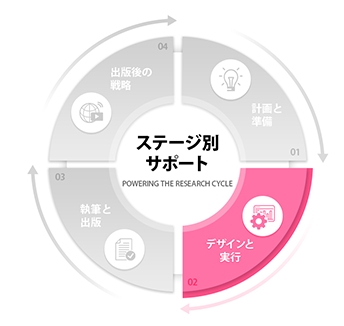 04
出版後の
戦略
計画と
準備
01
ステージ別
サポート
POWERING THE RESEARCH CYCLE
03
執筆と
出版
デザインと
実行
02